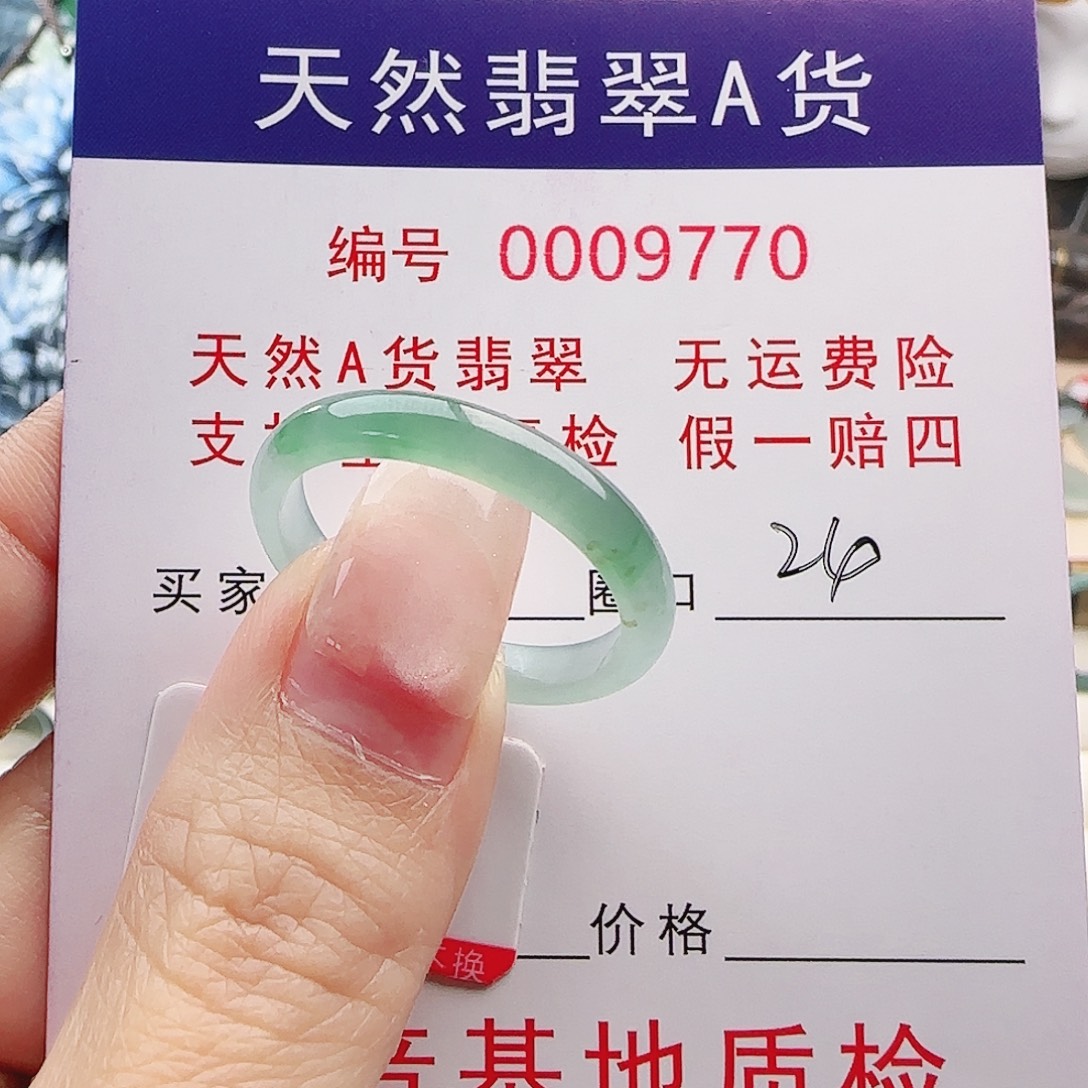 天然翡翠A货
编号 0009770
天然A货翡翠 无运费险
支 检 假一赔四
买家 圈口
价格
换
基地质检